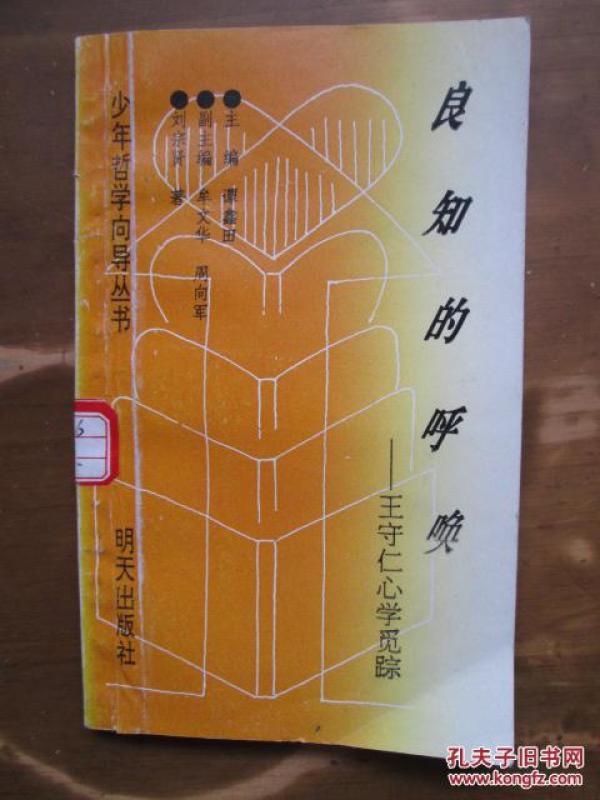 良知的呼唤
——王守仁心学觅踪
●主编 谭鑫田
●副主编 牟文华 周向军
●刘宗贤 著
少年哲学向导丛书
明天出版社
6
孔夫子旧书网
www.kongfz.com